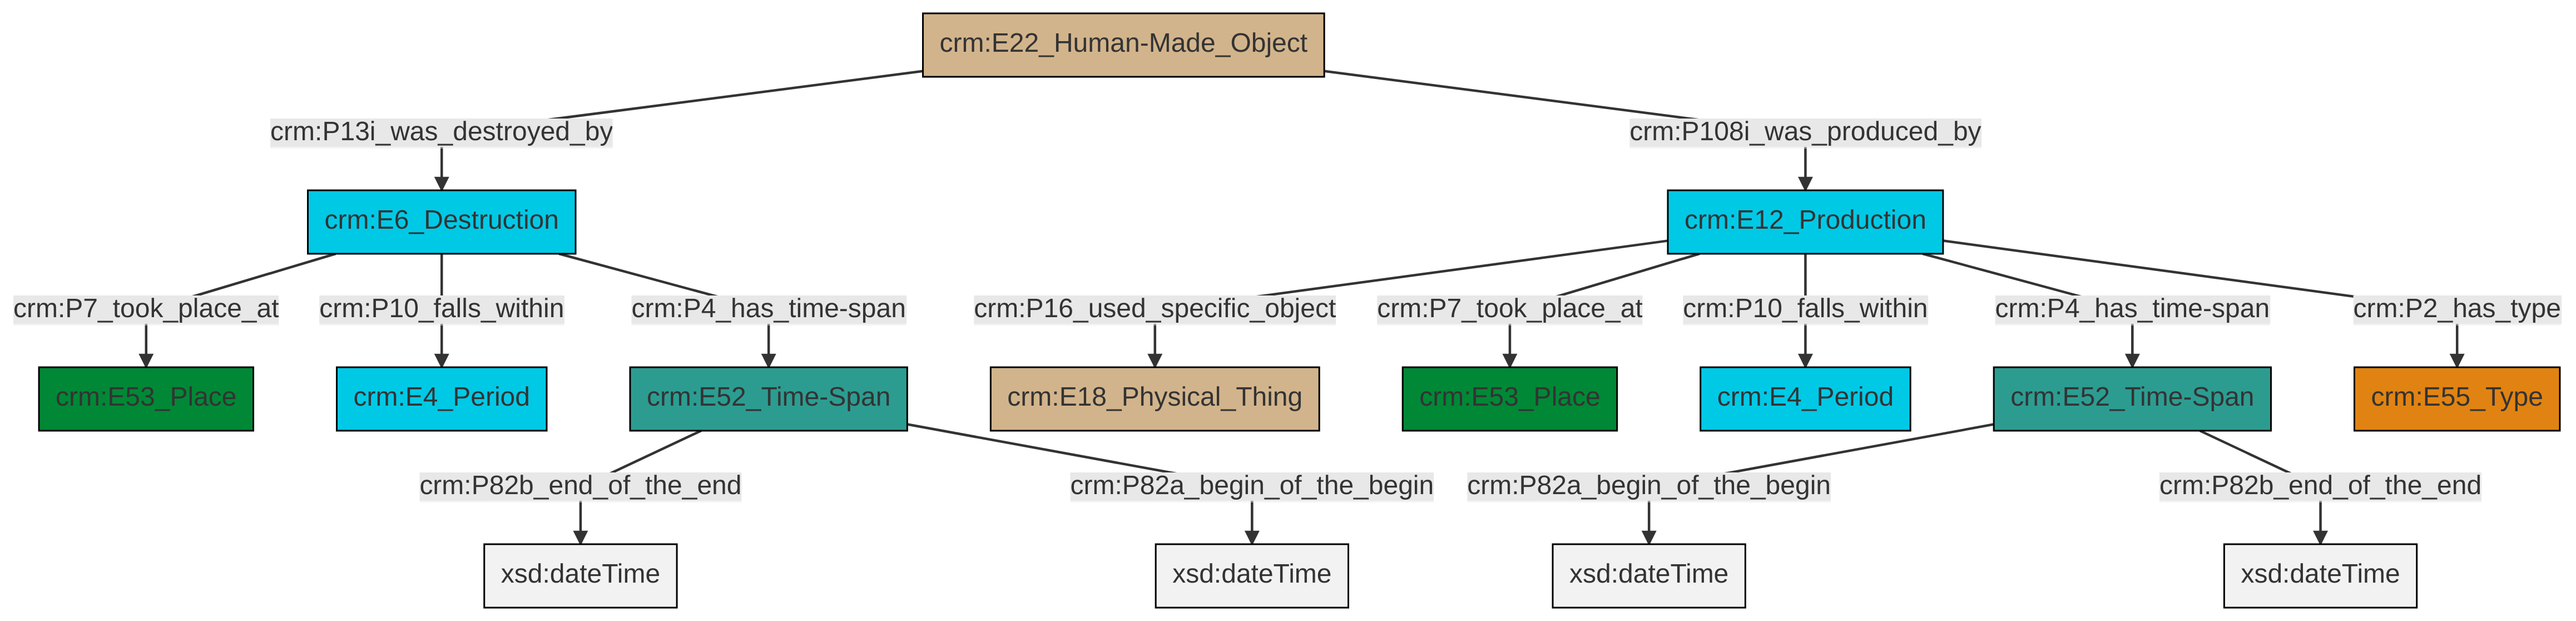 crm:E22_Human-Made_Object
crm:P13i_was_destroyed_by
crm:P108i_was_produced_by
crm:E6_Destruction
crm:E12_Production
crm:P7_took_place_at
crm:P10_falls_within
crm:P4_has_time-span
crm:P16_used_specific_object
crm:P7_took_place_at
crm:P10_falls_within
crm:P4_has_time-span
crm:P2_has_type
crm:E53_Place
crm:E4_Period
crm:E52_Time-Span
crm:E18_Physical_Thing
crm:E53_Place
crm:E4_Period
crm:E52_Time-Span
crm:E55_Type
crm:P82b_end_of_the_end
crm:P82a_begin_of_the_begin
crm:P82a_begin_of_the_begin
crm:P82b_end_of_the_end
xsd:dateTime
xsd:dateTime
xsd:dateTime
xsd:dateTime